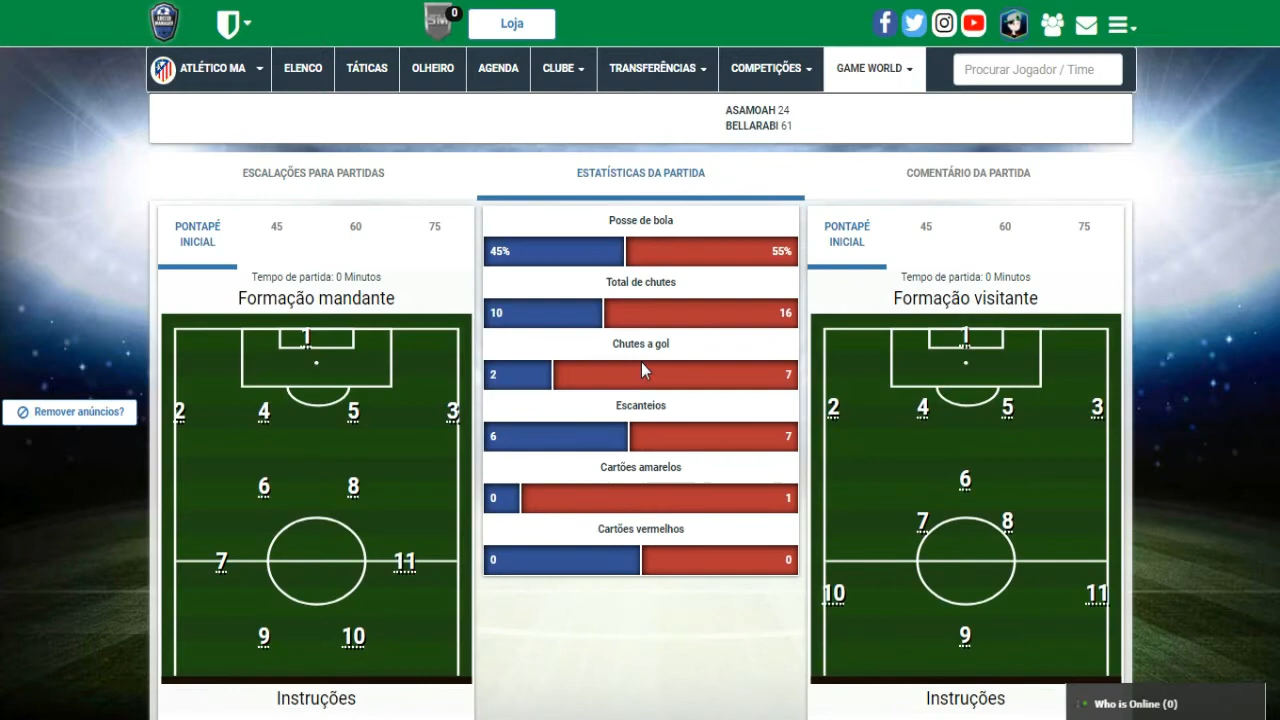 SM
0
Loja
ATLÉTICO MA
ELENCO
TÁTICAS
OLHEIRO
AGENDA
CLUBE
TRANSFERÊNCIAS
COMPETIÇÕES
GAME WORLD
Procurar Jogador / Time
ASAMOAH 24
BELLARABI 61
ESCALAÇÕES PARA PARTIDAS
ESTATÍSTICAS DA PARTIDA
COMENTÁRIO DA PARTIDA
PONTAPÉ
INICIAL
45
60
75
Tempo de partida: 0 Minutos
Formação mandante
1
2 4 5 3
6 8
7 11
9 10
Instruções
Posse de bola
45% 55%
Total de chutes
10 16
Chutes a gol
2 7
Escanteios
6 7
Cartões amarelos
0 1
Cartões vermelhos
0 0
PONTAPÉ
INICIAL
45
60
75
Tempo de partida: 0 Minutos
Formação visitante
1
2 4 5 3
6
7 8
10 11
9
Instruções
Remover anúncios?
Who is Online (0)